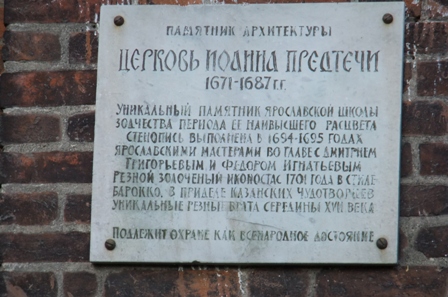 ПАМЯТНИК АРХИТЕКТУРЫ
ЦЕРКОВЬ ИОАННА ПРЕДТЕЧИ
1671-1687 г.г.
УНИКАЛЬНЫЙ ПАМЯТНИК ЯРОСЛАВСКОЙ ШКОЛЫ
ЗОДЧЕСТВА ПЕРИОДА ЕЕ НАИВЫСШЕГО РАСЦВЕТА
СТЕНОПИСЬ ВЫПОЛНЕНА В 1694-1695 ГОДАХ
ЯРОСЛАВСКИМИ МАСТЕРАМИ ВО ГЛАВЕ С ДМИТРИЕМ
ГРИГОРЬЕВЫМ И ФЕДОРОМ ИГНАТЬЕВЫМ
РЕЗНОЙ ЗОЛОЧЕНЫЙ ИКОНОСТАС 1701 ГОДА В СТИЛЕ
БАРОККО. В ПРИДЕЛЕ КАЗАНСКИХ ЧУДОТВОРЦЕВ
УНИКАЛЬНЫЕ РЕЗНЫЕ ВРАТА СЕРЕДИНЫ XVII ВЕКА
ПОДЛЕЖИТ ОХРАНЕ КАК ВСЕНАРОДНОЕ ДОСТОЯНИЕ